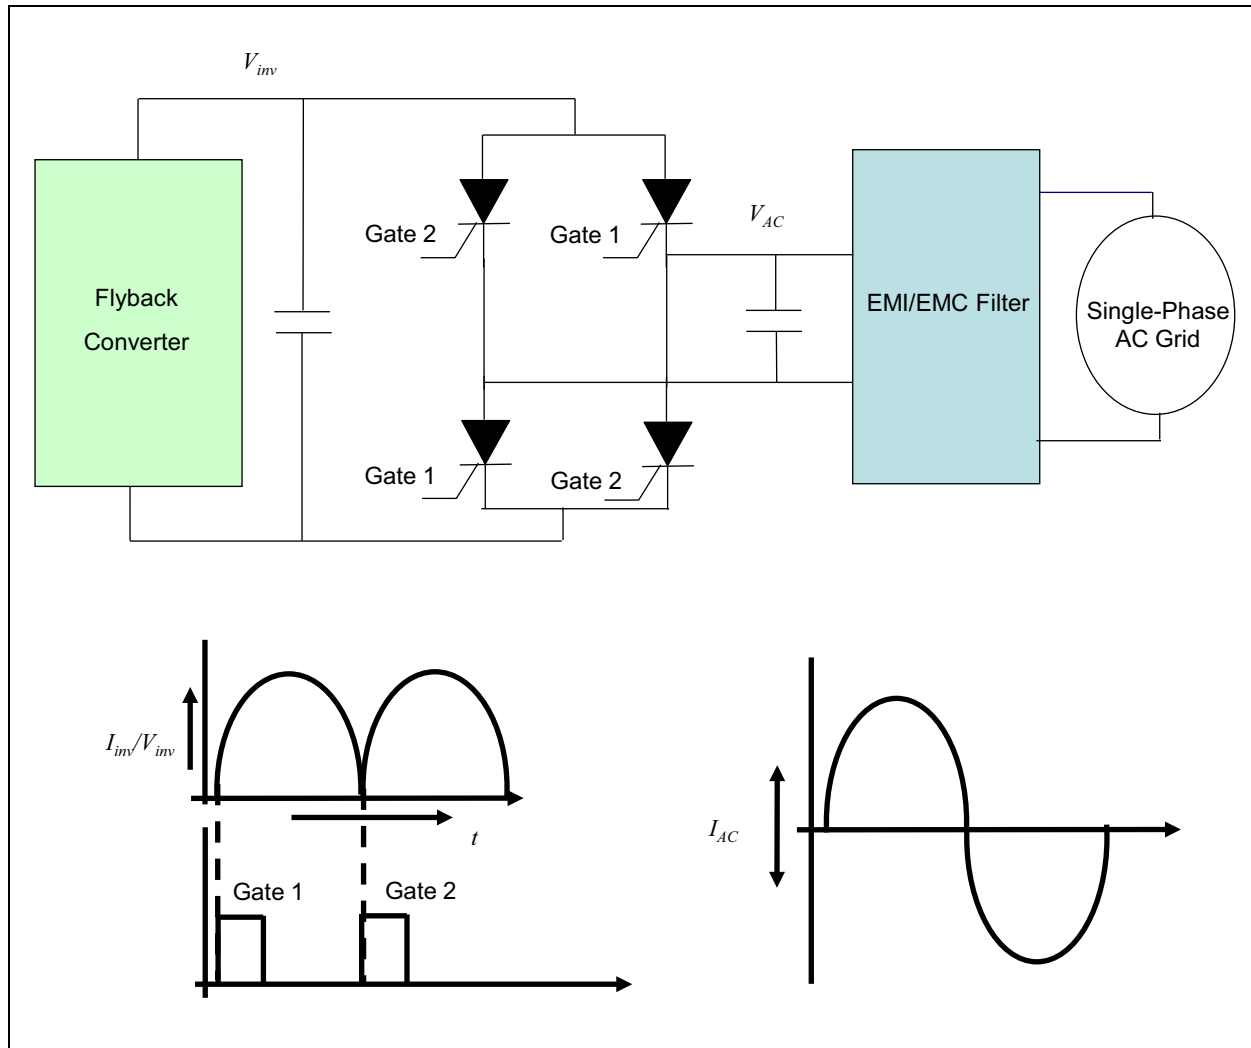 V_inv
Gate 2
Gate 1
V_AC
Flyback
Converter
EMI/EMC Filter
Single-Phase
AC Grid
Gate 1
Gate 2
I_inv/V_inv
t
I_AC
Gate 1
Gate 2